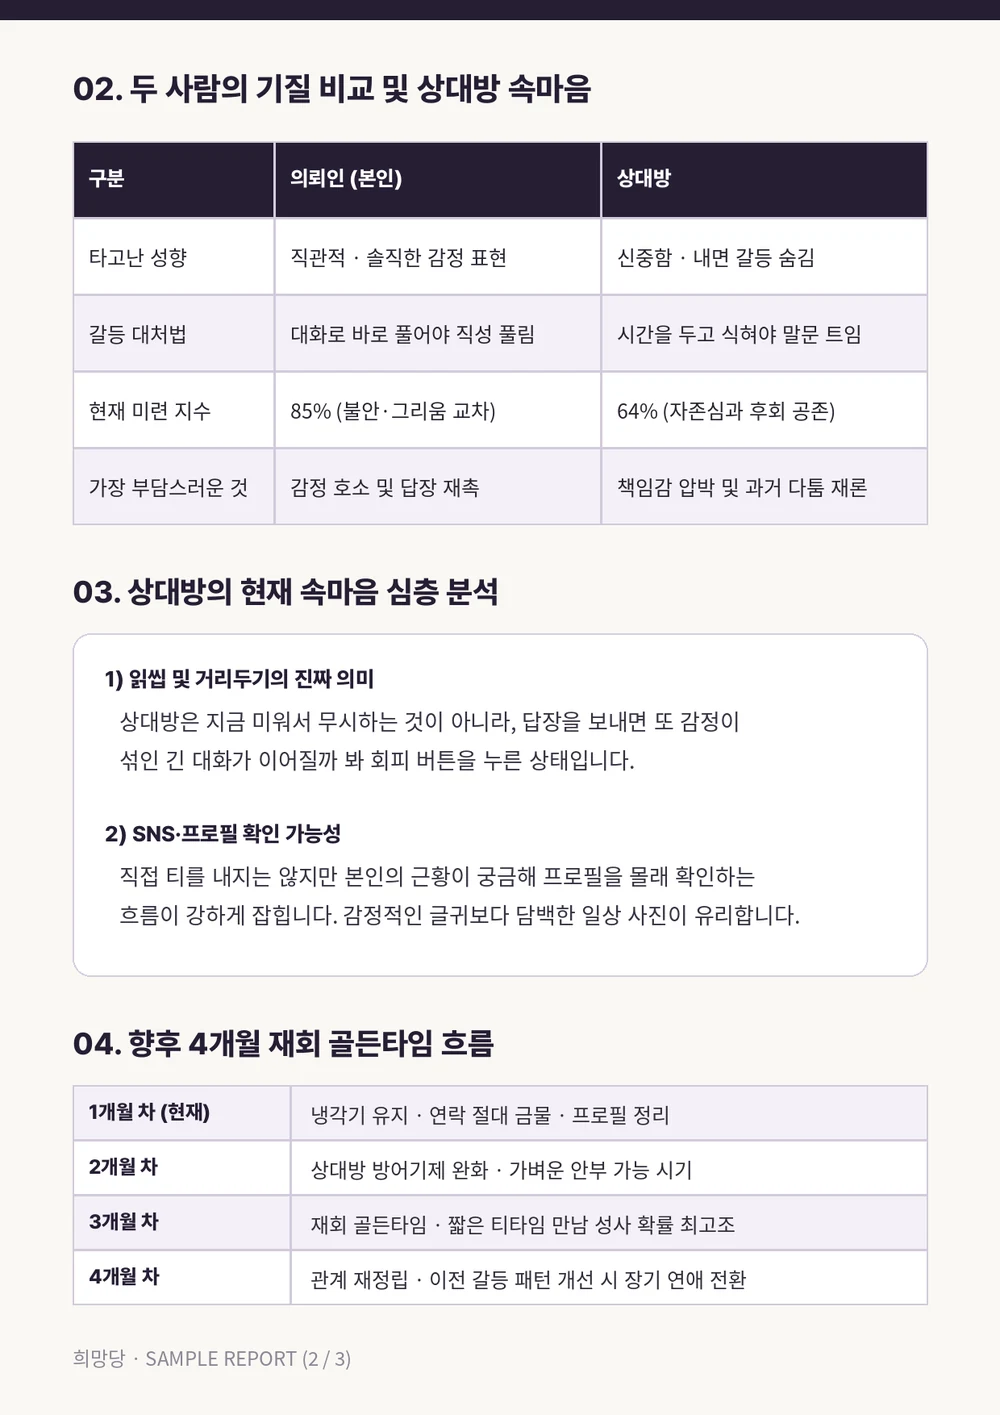 02. 두 사람의 기질 비교 및 상대방 속마음
구분 의뢰인 (본인) 상대방
타고난 성향 직관적 · 솔직한 감정 표현 신중함 · 내면 갈등 숨김
갈등 대처법 대화로 바로 풀어야 직성 풀림 시간을 두고 식혀야 말문 트임
현재 미련 지수 85% (불안·그리움 교차) 64% (자존심과 후회 공존)
가장 부담스러운 것 감정 호소 및 답장 재촉 책임감 압박 및 과거 다툼 재론
03. 상대방의 현재 속마음 심층 분석
1) 읽씹 및 거리두기의 진짜 의미
상대방은 지금 미워서 무시하는 것이 아니라, 답장을 보내면 또 감정이
섞인 긴 대화가 이어질까 봐 회피 버튼을 누른 상태입니다.
2) SNS·프로필 확인 가능성
직접 티를 내지는 않지만 본인의 근황이 궁금해 프로필을 몰래 확인하는
흐름이 강하게 잡힙니다. 감정적인 글귀보다 담백한 일상 사진이 유리합니다.
04. 향후 4개월 재회 골든타임 흐름
1개월 차 (현재) 냉각기 유지 · 연락 절대 금물 · 프로필 정리
2개월 차 상대방 방어기제 완화 · 가벼운 안부 가능 시기
3개월 차 재회 골든타임 · 짧은 티타임 만남 성사 확률 최고조
4개월 차 관계 재정립 · 이전 갈등 패턴 개선 시 장기 연애 전환
희망당 · SAMPLE REPORT (2 / 3)